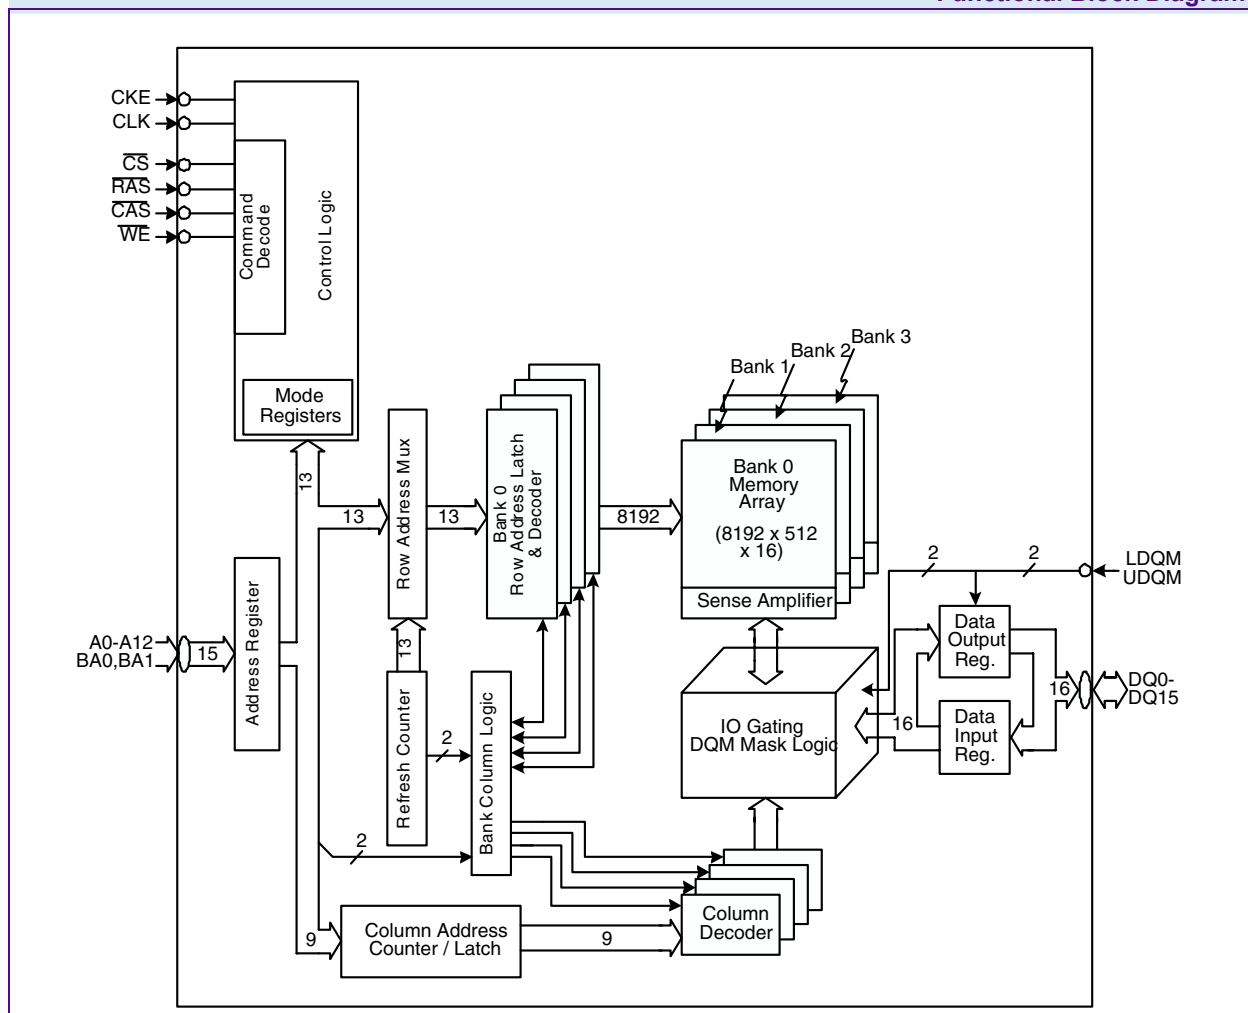 Functional Block Diagram
CKE
CLK
CS
RAS
CAS
WE
Command
Decode
Control Logic
Mode
Registers
Bank 3
Bank 2
Bank 1
13
13
Row Address Mux
13
Bank 0
Row Address Latch
& Decoder
8192
Bank 0
Memory
Array
(8192 x 512
x 16)
Sense Amplifier
2
2
LDQM
UDQM
A0-A12
BA0,BA1
15
Address Register
13
Refresh Counter
2
Bank Column Logic
IO Gating
DQM Mask Logic
16
Data
Output
Reg.
Data
Input
Reg.
16
DQ0-
DQ15
2
9
Column Address
Counter / Latch
9
Column
Decoder